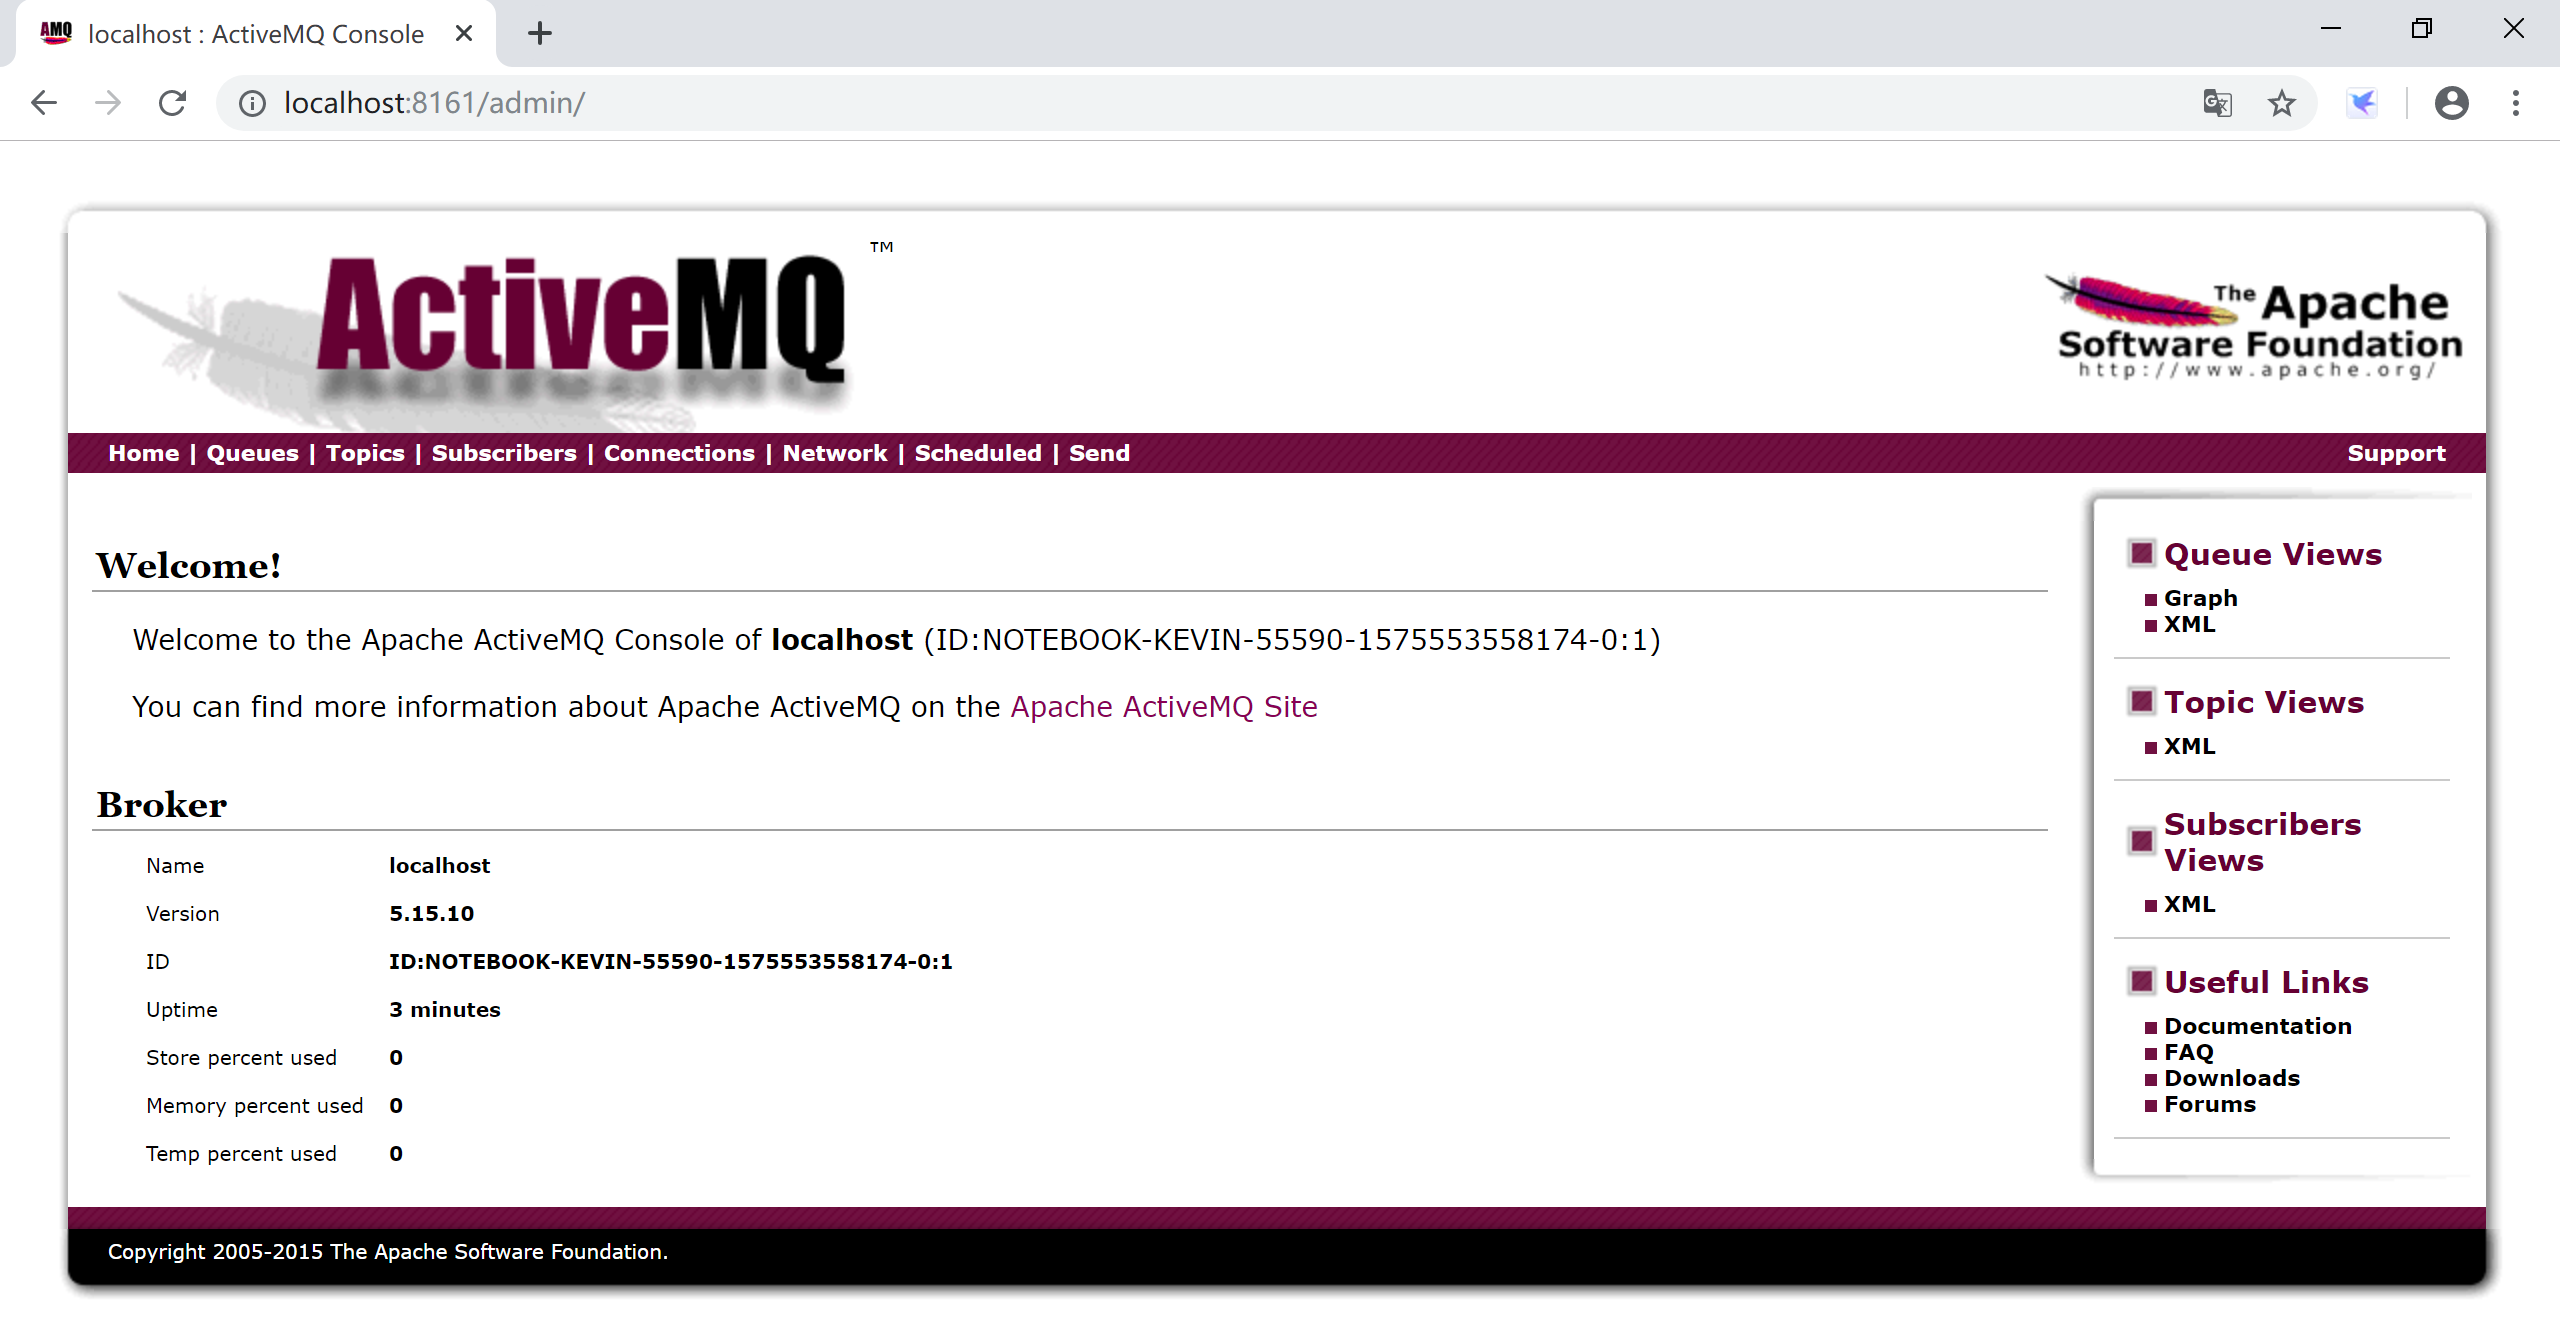 AMQ localhost : ActiveMQ Console
localhost:8161/admin/
ActiveMQ ™
The Apache
Software Foundation
http://www.apache.org/
Home | Queues | Topics | Subscribers | Connections | Network | Scheduled | Send
Support
Welcome!
Welcome to the Apache ActiveMQ Console of localhost (ID:NOTEBOOK-KEVIN-55590-1575553558174-0:1)
You can find more information about Apache ActiveMQ on the Apache ActiveMQ Site
Broker
Name localhost
Version 5.15.10
ID ID:NOTEBOOK-KEVIN-55590-1575553558174-0:1
Uptime 3 minutes
Store percent used 0
Memory percent used 0
Temp percent used 0
Queue Views
Graph
XML
Topic Views
XML
Subscribers
Views
XML
Useful Links
Documentation
FAQ
Downloads
Forums
Copyright 2005-2015 The Apache Software Foundation.